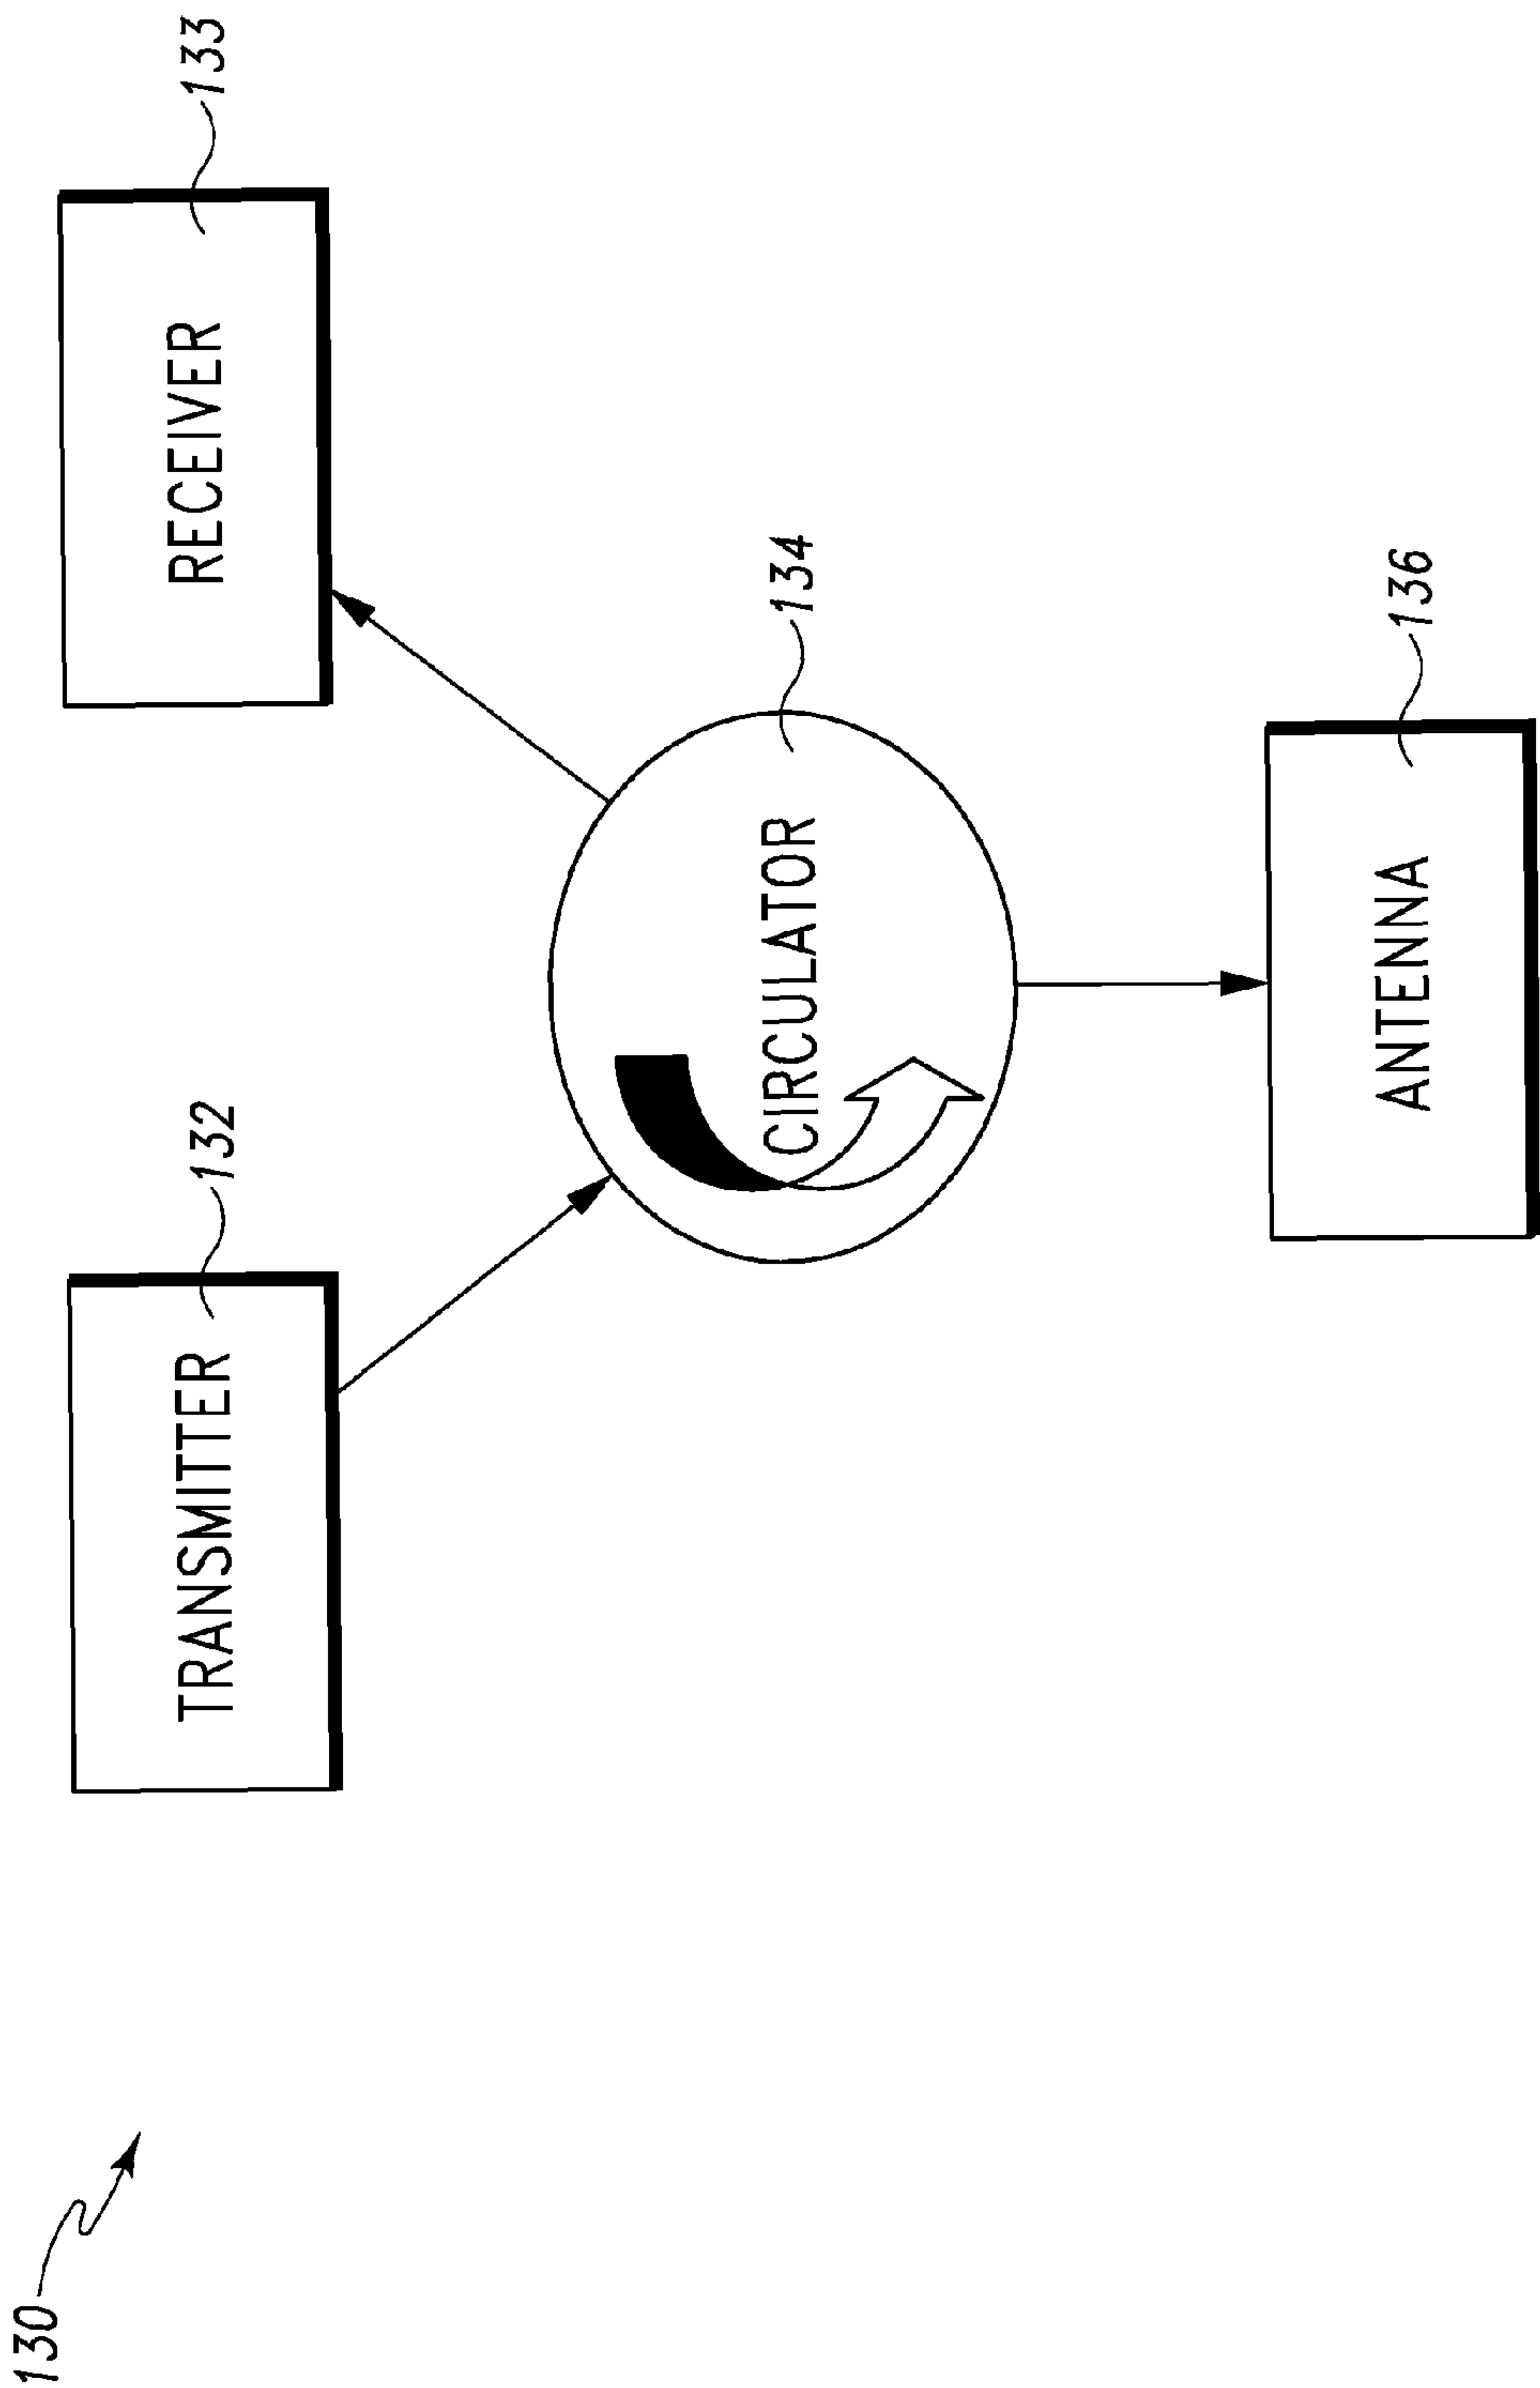 130
TRANSMITTER
132
RECEIVER
133
CIRCULATOR
134
ANTENNA
136